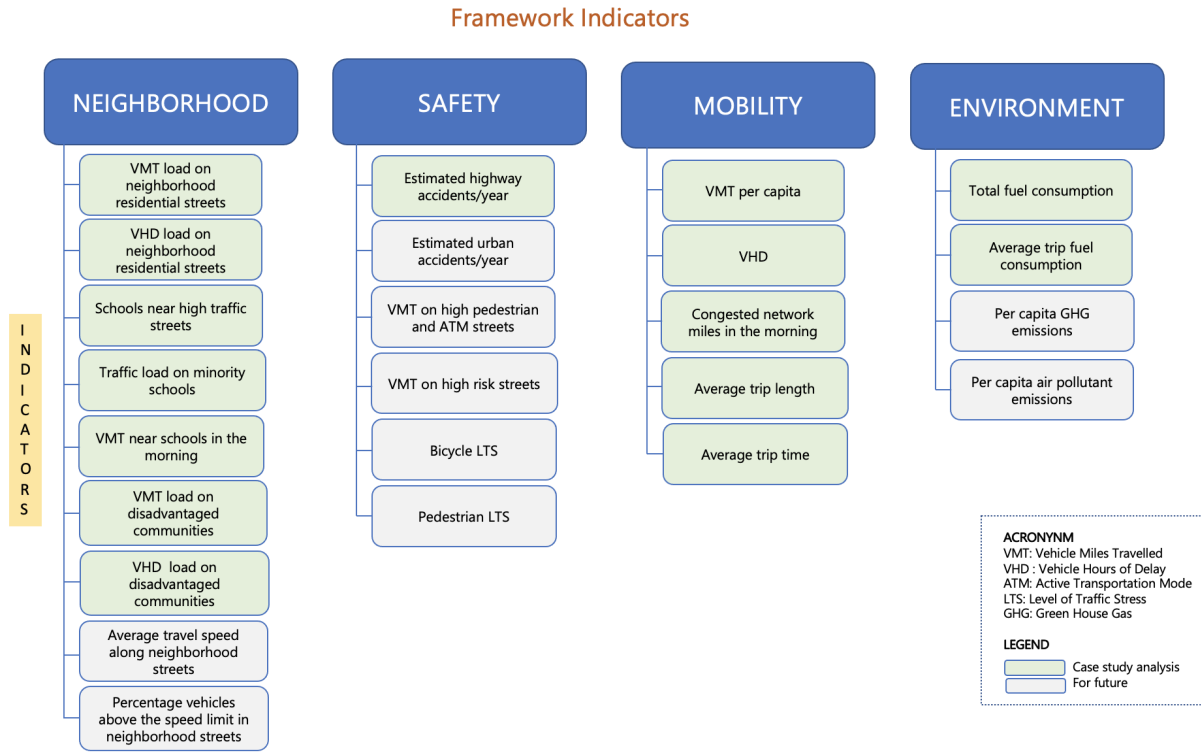 Framework Indicators
NEIGHBORHOOD
VMT load on
neighborhood
residential streets
VHD load on
neighborhood
residential streets
Schools near high traffic
streets
Traffic load on minority
schools
VMT near schools in the
morning
VMT load on
disadvantaged
communities
VHD load on
disadvantaged
communities
Average travel speed
along neighborhood
streets
Percentage vehicles
above the speed limit in
neighborhood streets
SAFETY
Estimated highway
accidents/year
Estimated urban
accidents/year
VMT on high pedestrian
and ATM streets
VMT on high risk streets
Bicycle LTS
Pedestrian LTS
MOBILITY
VMT per capita
VHD
Congested network
miles in the morning
Average trip length
Average trip time
ENVIRONMENT
Total fuel consumption
Average trip fuel
consumption
Per capita GHG
emissions
Per capita air pollutant
emissions
INDICATORS
ACRONYNM
VMT: Vehicle Miles Travelled
VHD : Vehicle Hours of Delay
ATM: Active Transportation Mode
LTS: Level of Traffic Stress
GHG: Green House Gas
LEGEND
Case study analysis
For future